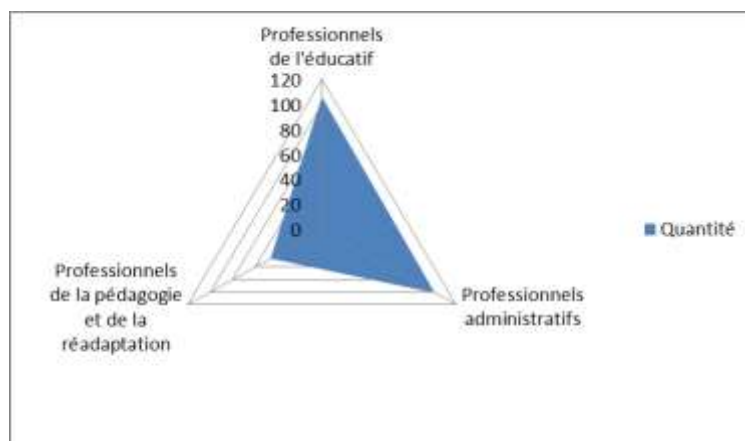 Professionnels
de l'éducatif
120
100
80
60
40
20
0
Quantité
Professionnels
de la pédagogie
et de la
réadaptation
Professionnels
administratifs